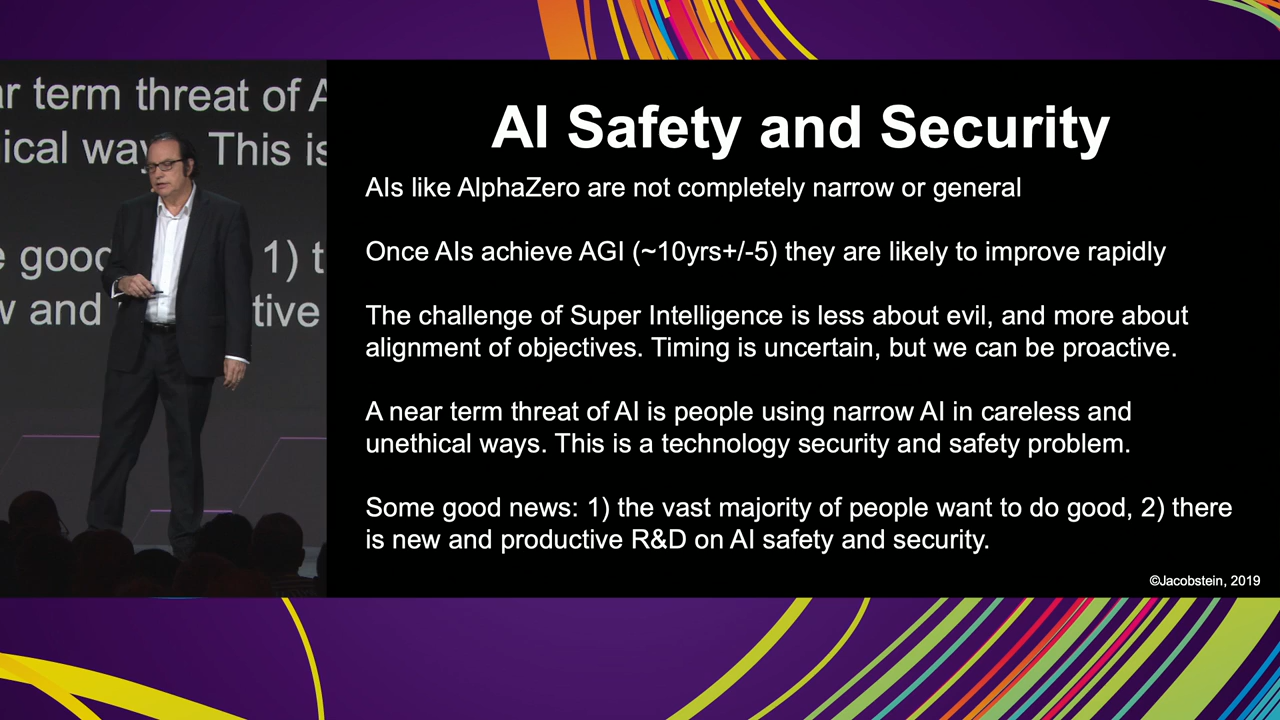 ar term threat of A
ical way This is
e good 1) t
w and tive
AI Safety and Security
AIs like AlphaZero are not completely narrow or general
Once AIs achieve AGI (~10yrs+/-5) they are likely to improve rapidly
The challenge of Super Intelligence is less about evil, and more about
alignment of objectives. Timing is uncertain, but we can be proactive.
A near term threat of AI is people using narrow AI in careless and
unethical ways. This is a technology security and safety problem.
Some good news: 1) the vast majority of people want to do good, 2) there
is new and productive R&D on AI safety and security.
©Jacobstein, 2019